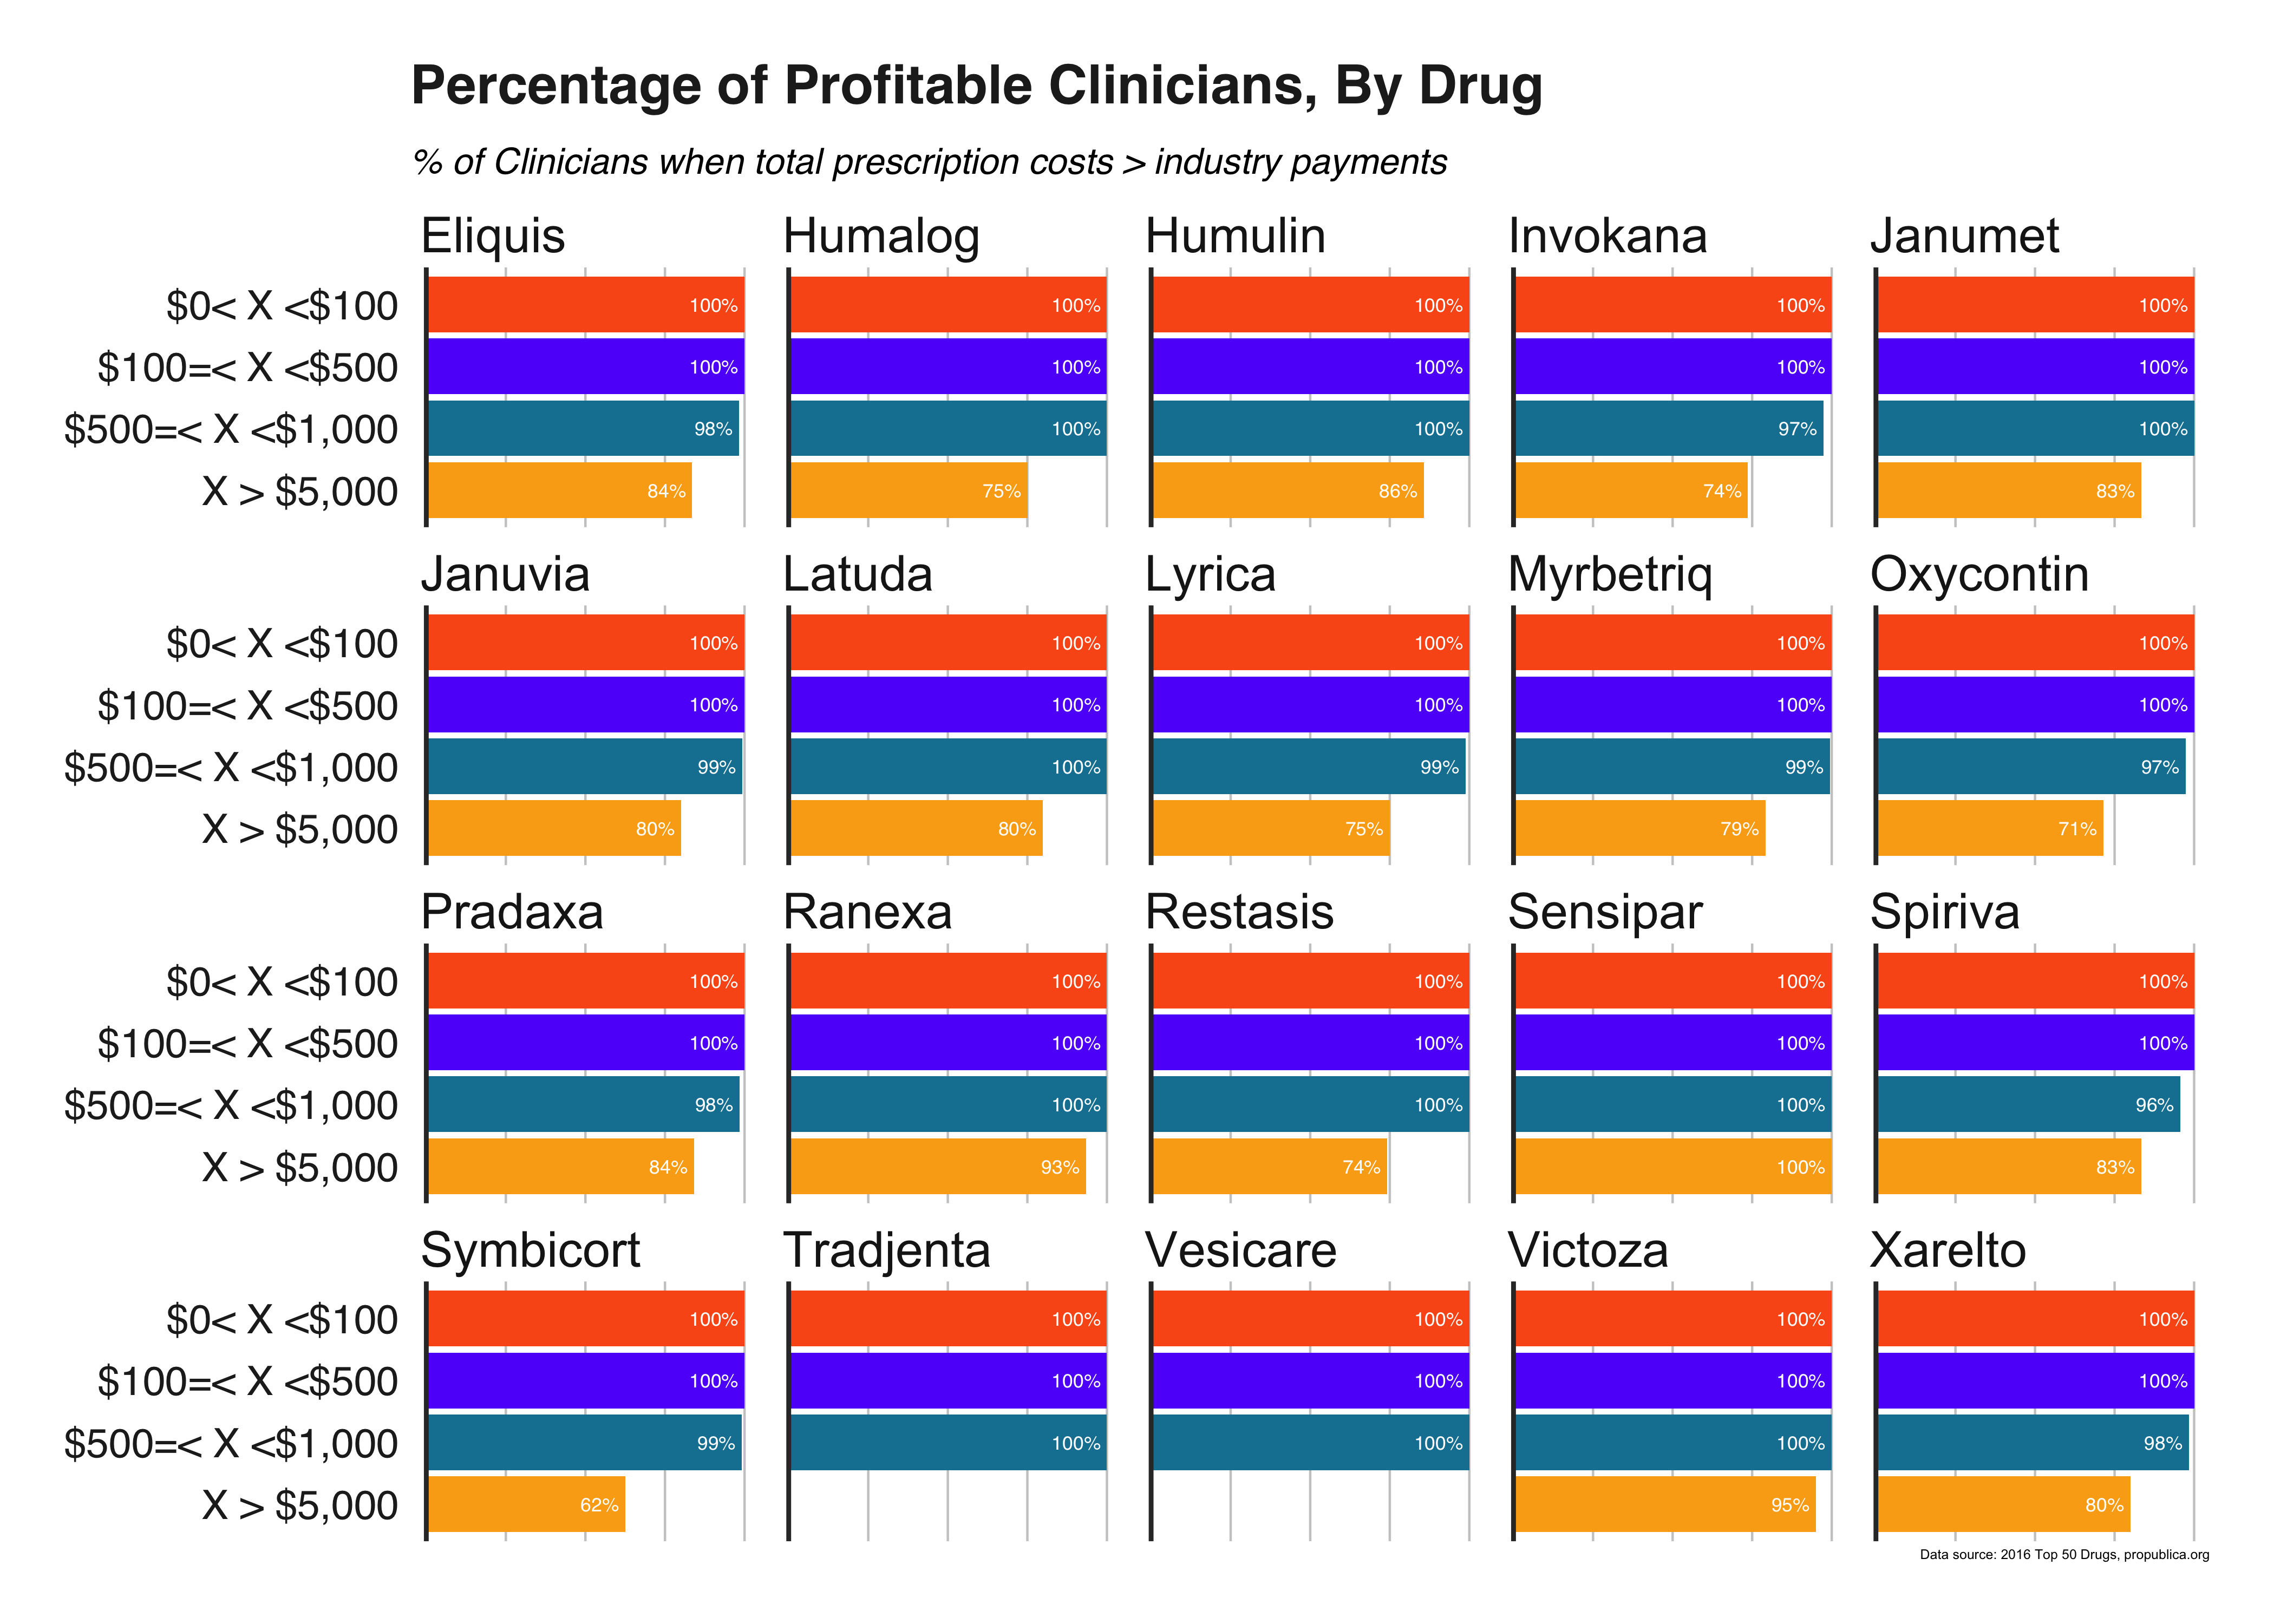 Percentage of Profitable Clinicians, By Drug
% of Clinicians when total prescription costs > industry payments
Eliquis Humalog Humulin Invokana Janumet
$0< X <$100 100% 100% 100% 100% 100%
$100=< X <$500 100% 100% 100% 100% 100%
$500=< X <$1,000 98% 100% 100% 97% 100%
X > $5,000 84% 75% 86% 74% 83%
Januvia Latuda Lyrica Myrbetriq Oxycontin
$0< X <$100 100% 100% 100% 100% 100%
$100=< X <$500 100% 100% 100% 100% 100%
$500=< X <$1,000 99% 100% 99% 99% 97%
X > $5,000 80% 80% 75% 79% 71%
Pradaxa Ranexa Restasis Sensipar Spiriva
$0< X <$100 100% 100% 100% 100% 100%
$100=< X <$500 100% 100% 100% 100% 100%
$500=< X <$1,000 98% 100% 100% 100% 96%
X > $5,000 84% 93% 74% 100% 83%
Symbicort Tradjenta Vesicare Victoza Xarelto
$0< X <$100 100% 100% 100% 100% 100%
$100=< X <$500 100% 100% 100% 100% 100%
$500=< X <$1,000 99% 100% 100% 100% 98%
X > $5,000 62% 95% 80%
Data source: 2016 Top 50 Drugs, propublica.org